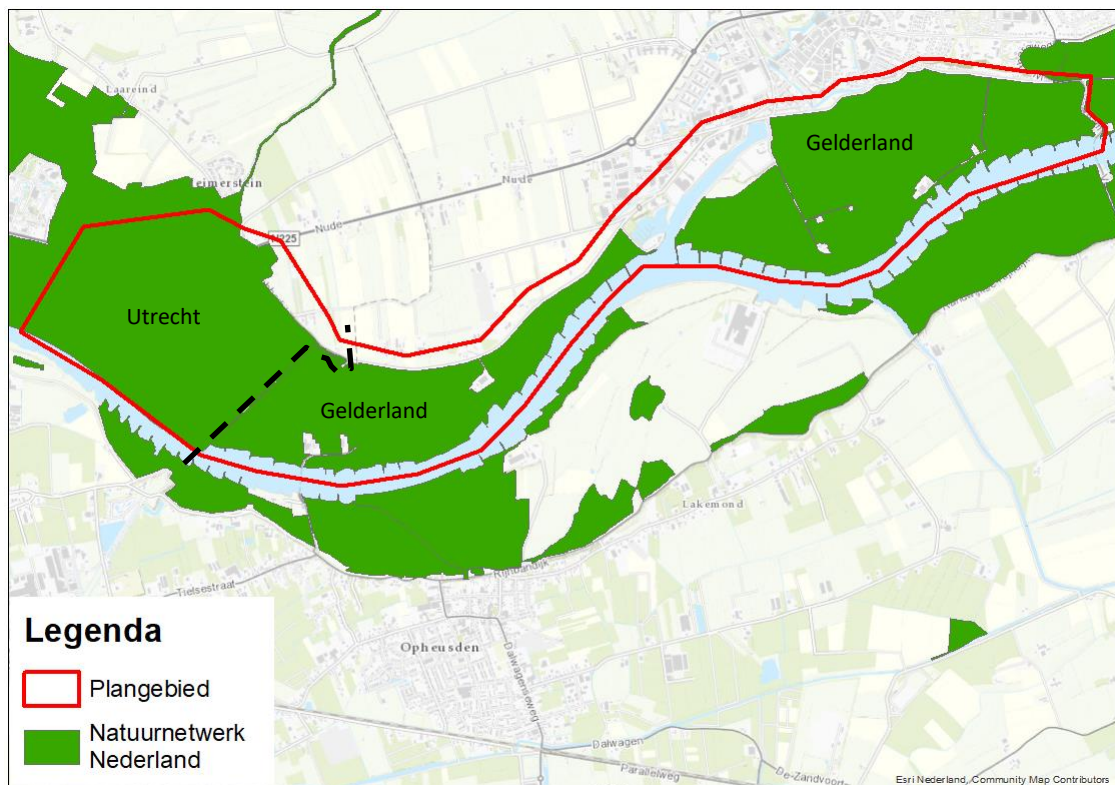 Laareind
Gelderland
Nude
N225
Nude
Utrecht
Gelderland
Lakemond
Rijnbandijk
Tielsestraat
Opheusden
Dalwagenseweg
Dalwagen
Parallelweg
De-Zandvoort
Legenda
Plangebied
Natuurnetwerk
Nederland
Esri Nederland, Community Map Contributors